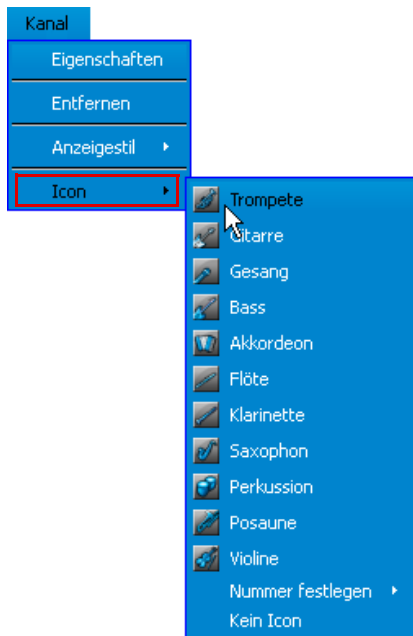 Kanal
Eigenschaften
Entfernen
Anzeigestil
Icon
Trompete
Gitarre
Gesang
Bass
Akkordeon
Flöte
Klarinette
Saxophon
Perkussion
Posaune
Violine
Nummer festlegen
Kein Icon